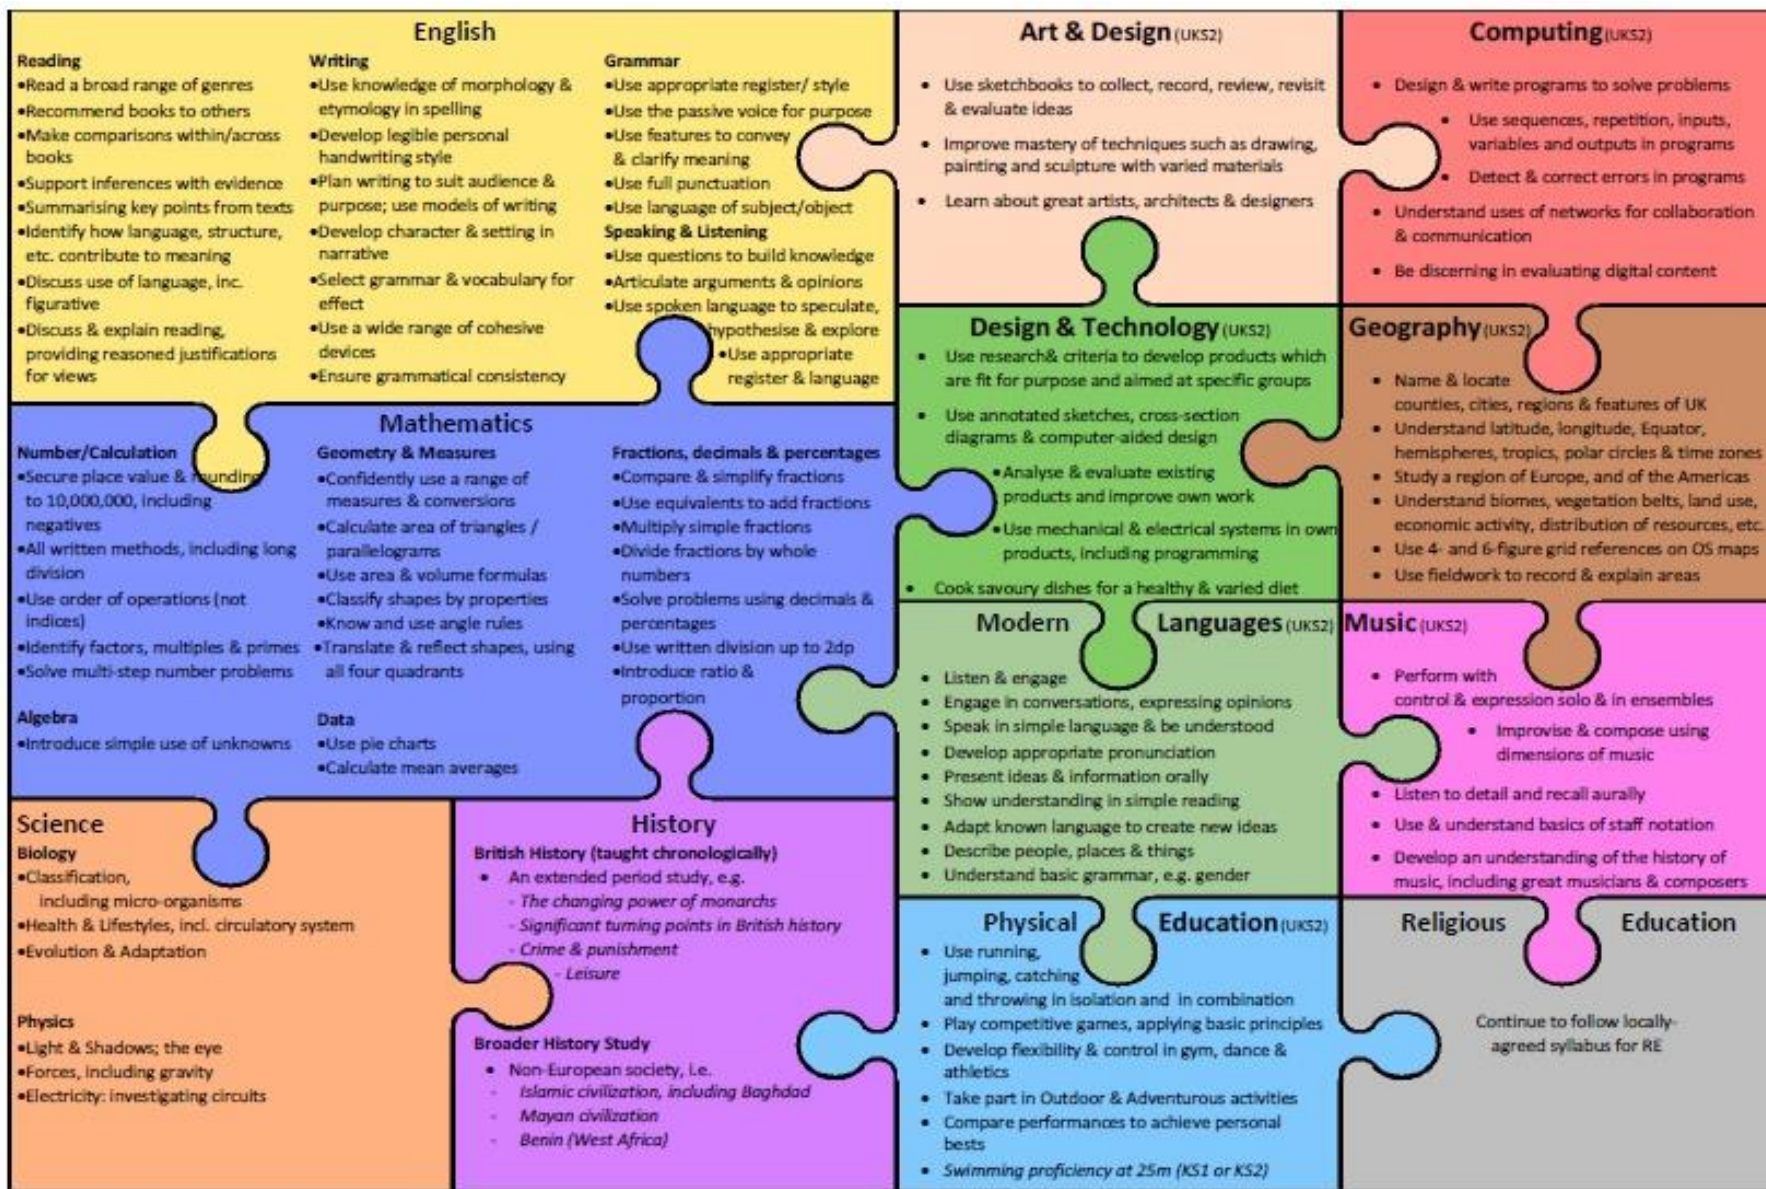 English
Reading
•Read a broad range of genres
•Recommend books to others
•Make comparisons within/across
books
•Support inferences with evidence
•Summarising key points from texts
•Identify how language, structure,
etc. contribute to meaning
•Discuss use of language, inc.
figurative
•Discuss & explain reading,
providing reasoned justifications
for views
Writing
•Use knowledge of morphology &
etymology in spelling
•Develop legible personal
handwriting style
•Plan writing to suit audience &
purpose; use models of writing
•Develop character & setting in
narrative
•Select grammar & vocabulary for
effect
•Use a wide range of cohesive
devices
•Ensure grammatical consistency
Grammar
•Use appropriate register/ style
•Use the passive voice for purpose
•Use features to convey
& clarify meaning
•Use full punctuation
•Use language of subject/object
Speaking & Listening
•Use questions to build knowledge
•Articulate arguments & opinions
•Use spoken language to speculate,
hypothesise & explore
•Use appropriate
register & language
Art & Design (UKS2)
• Use sketchbooks to collect, record, review, revisit
& evaluate ideas
• Improve mastery of techniques such as drawing,
painting and sculpture with varied materials
• Learn about great artists, architects & designers
Computing(UKS2)
• Design & write programs to solve problems
• Use sequences, repetition, inputs,
variables and outputs in programs
• Detect & correct errors in programs
• Understand uses of networks for collaboration
& communication
• Be discerning in evaluating digital content
Design & Technology (UKS2)
• Use research& criteria to develop products which
are fit for purpose and aimed at specific groups
• Use annotated sketches, cross-section
diagrams & computer-aided design
•Analyse & evaluate existing
products and improve own work
•Use mechanical & electrical systems in own
products, including programming
• Cook savoury dishes for a healthy & varied diet
Geography (UKS2)
• Name & locate
counties, cities, regions & features of UK
• Understand latitude, longitude, Equator,
hemispheres, tropics, polar circles & time zones
• Study a region of Europe, and of the Americas
• Understand biomes, vegetation belts, land use,
economic activity, distribution of resources, etc.
• Use 4- and 6-figure grid references on OS maps
• Use fieldwork to record & explain areas
Mathematics
Number/Calculation
•Secure place value & rounding
to 10,000,000, including
negatives
•All written methods, including long
division
•Use order of operations (not
indices)
•Identify factors, multiples & primes
•Solve multi-step number problems
Algebra
•Introduce simple use of unknowns
Geometry & Measures
•Confidently use a range of
measures & conversions
•Calculate area of triangles /
parallelograms
•Use area & volume formulas
•Classify shapes by properties
•Know and use angle rules
•Translate & reflect shapes, using
all four quadrants
Data
•Use pie charts
•Calculate mean averages
Fractions, decimals & percentages
•Compare & simplify fractions
•Use equivalents to add fractions
•Multiply simple fractions
•Divide fractions by whole
numbers
•Solve problems using decimals &
percentages
•Use written division up to 2dp
•Introduce ratio &
proportion
Modern Languages (UKS2)
• Listen & engage
• Engage in conversations, expressing opinions
• Speak in simple language & be understood
• Develop appropriate pronunciation
• Present ideas & information orally
• Show understanding in simple reading
• Adapt known language to create new ideas
• Describe people, places & things
• Understand basic grammar, e.g. gender
Music (UKS2)
• Perform with
control & expression solo & in ensembles
• Improvise & compose using
dimensions of music
• Listen to detail and recall aurally
• Use & understand basics of staff notation
• Develop an understanding of the history of
music, including great musicians & composers
Science
Biology
•Classification,
including micro-organisms
•Health & Lifestyles, incl. circulatory system
•Evolution & Adaptation
Physics
•Light & Shadows; the eye
•Forces, including gravity
•Electricity: investigating circuits
History
British History (taught chronologically)
• An extended period study, e.g.
- The changing power of monarchs
- Significant turning points in British history
- Crime & punishment
- Leisure
Broader History Study
• Non-European society, i.e.
- Islamic civilization, including Baghdad
- Mayan civilization
- Benin (West Africa)
Physical Education (UKS2)
• Use running,
jumping, catching
and throwing in isolation and in combination
• Play competitive games, applying basic principles
• Develop flexibility & control in gym, dance &
athletics
• Take part in Outdoor & Adventurous activities
• Compare performances to achieve personal
bests
• Swimming proficiency at 25m (KS1 or KS2)
Religious Education
Continue to follow locally-
agreed syllabus for RE